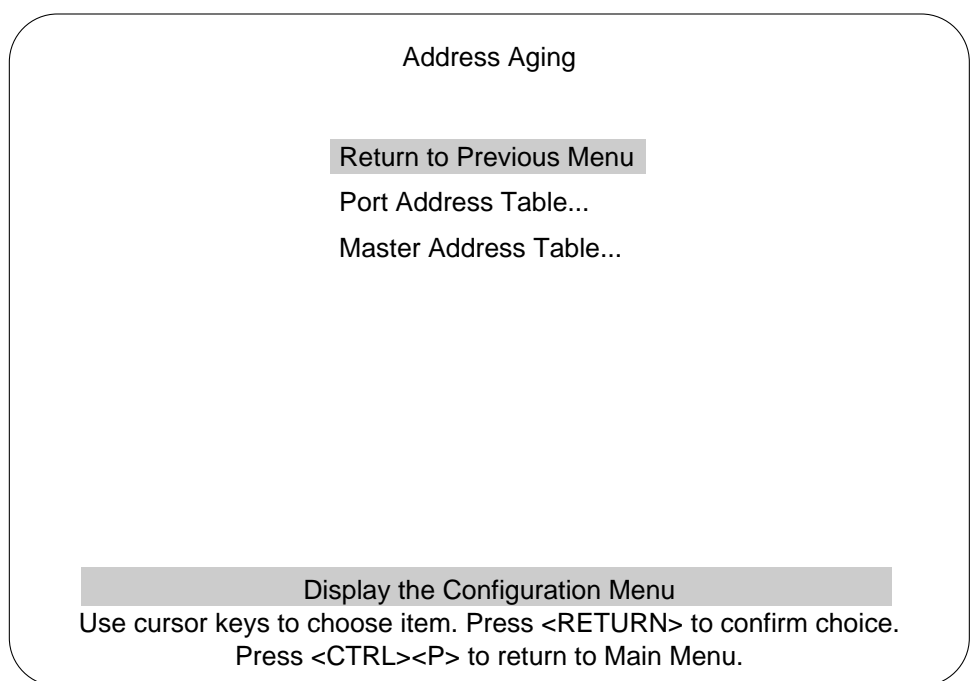 Address Aging
Return to Previous Menu
Port Address Table...
Master Address Table...
Display the Configuration Menu
Use cursor keys to choose item. Press <RETURN> to confirm choice.
Press <CTRL><P> to return to Main Menu.